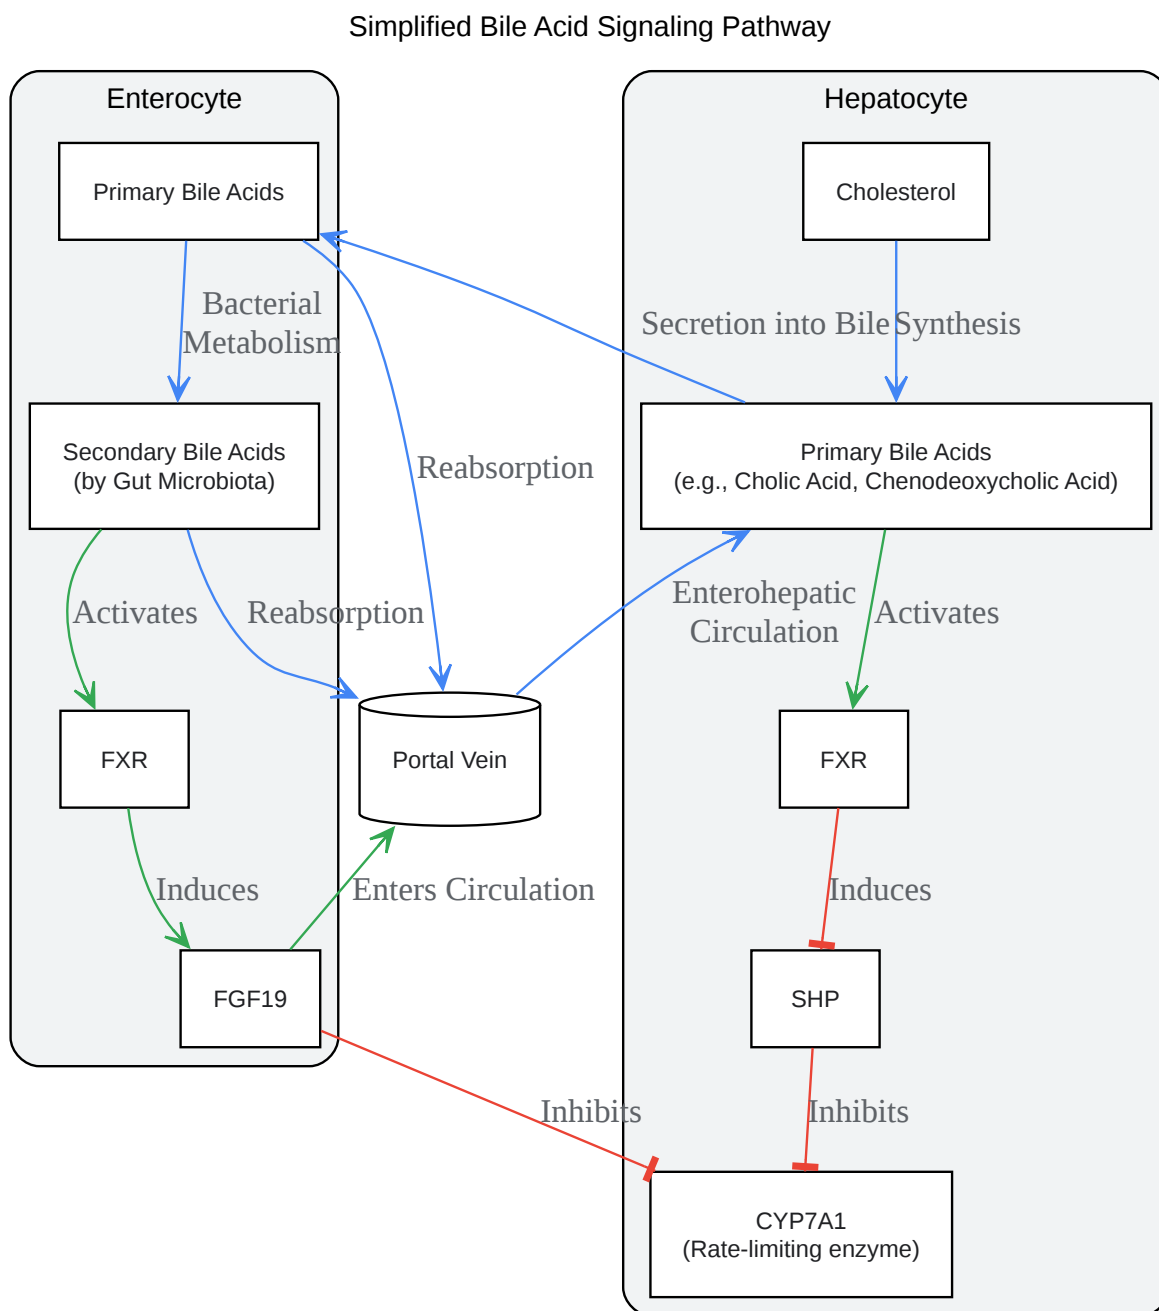 Simplified Bile Acid Signaling Pathway
Enterocyte
Hepatocyte
Primary Bile Acids
Cholesterol
Bacterial
Metabolism
Secretion into Bile
Synthesis
Secondary Bile Acids
(by Gut Microbiota)
Reabsorption
Primary Bile Acids
(e.g., Cholic Acid, Chenodeoxycholic Acid)
Activates
Reabsorption
Enterohepatic
Circulation
Activates
FXR
Portal Vein
FXR
Induces
Enters Circulation
Induces
FGF19
SHP
Inhibits
Inhibits
CYP7A1
(Rate-limiting enzyme)